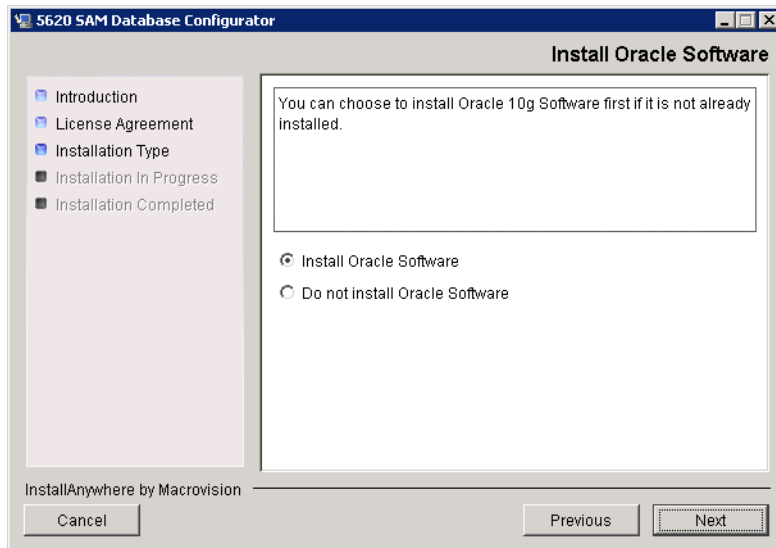 5620 SAM Database Configurator
Install Oracle Software
Introduction
License Agreement
Installation Type
Installation In Progress
Installation Completed
You can choose to install Oracle 10g Software first if it is not already
installed.
Install Oracle Software
Do not install Oracle Software
InstallAnywhere by Macrovision
Cancel
Previous
Next